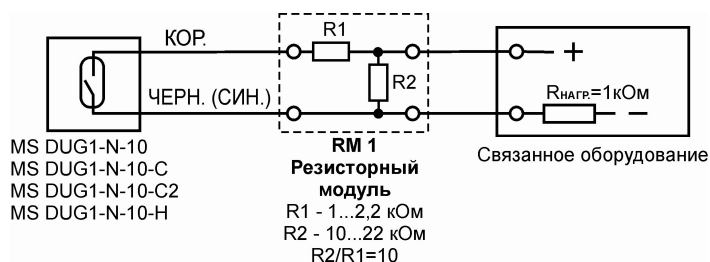 КОР.
R1
R2
ЧЕРН. (СИН.)
+
RНАГР.=1кОм
MS DUG1-N-10
MS DUG1-N-10-C
MS DUG1-N-10-C2
MS DUG1-N-10-H
RM 1
Резисторный
модуль
R1 - 1...2,2 кОм
R2 - 10...22 кОм
R2/R1=10
Связанное оборудование